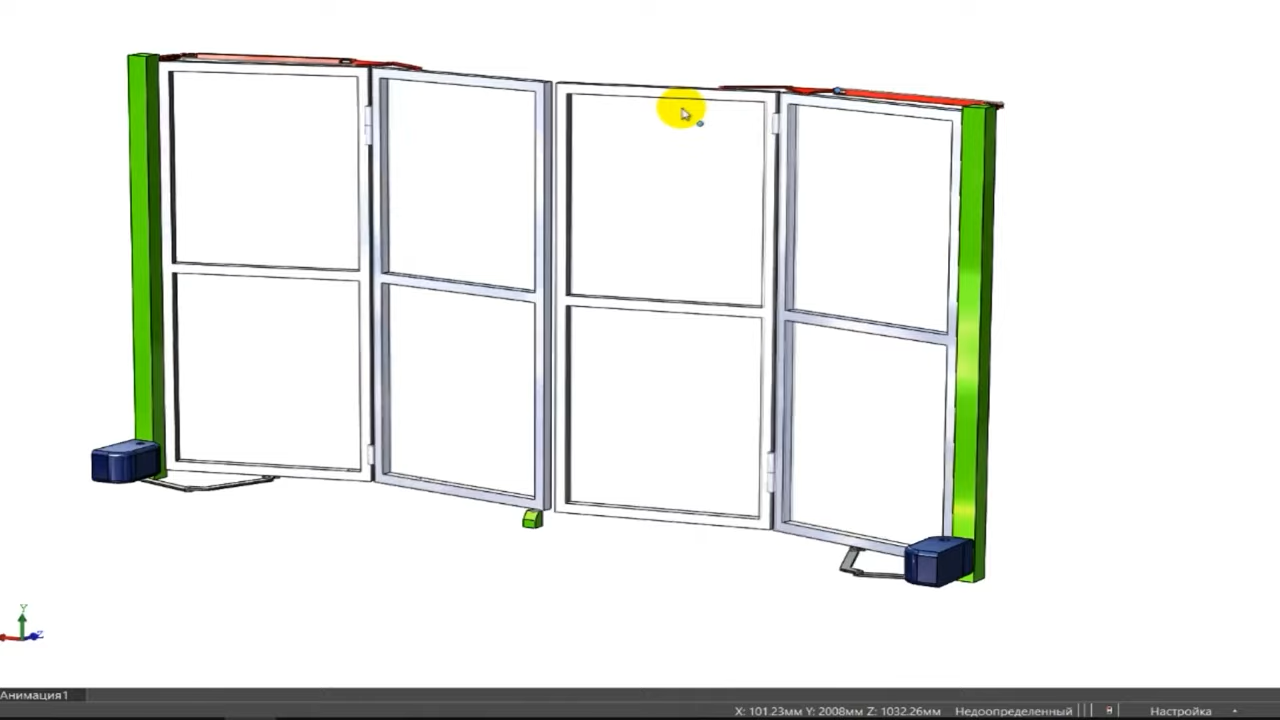 Y
Z
Анимация1
X: 101.23мм Y: 2008мм Z: 1032.26мм Недоопределенный Настройка